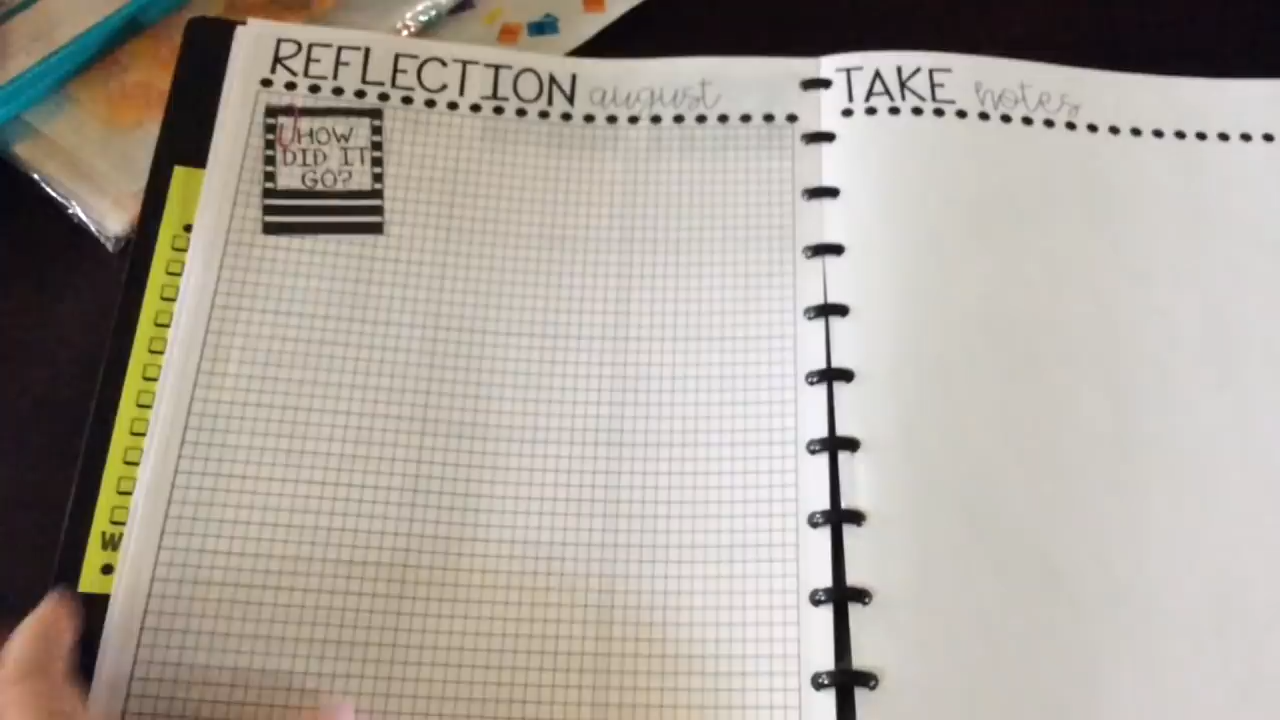 REFLECTION august
HOW
DID IT
GO?
TAKE notes
W